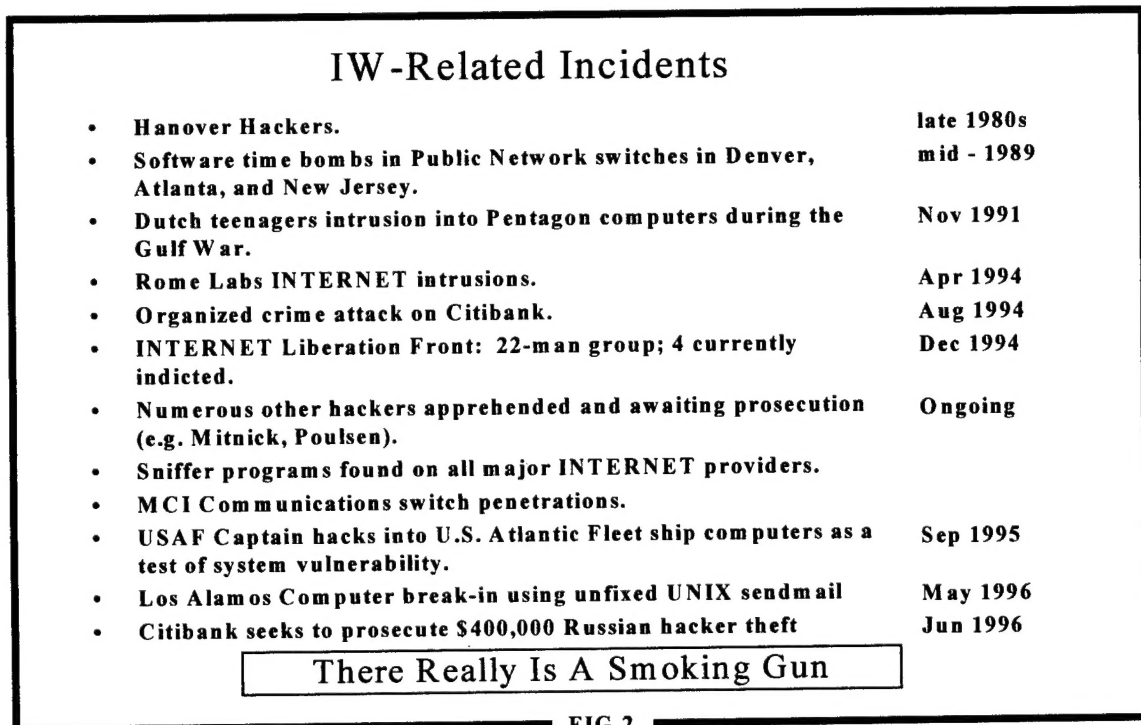 IW-Related Incidents
• Hanover Hackers. late 1980s
• Software time bombs in Public Network switches in Denver, mid - 1989
Atlanta, and New Jersey.
• Dutch teenagers intrusion into Pentagon computers during the Nov 1991
Gulf War.
• Rome Labs INTERNET intrusions. Apr 1994
• Organized crime attack on Citibank. Aug 1994
• INTERNET Liberation Front: 22-man group; 4 currently Dec 1994
indicted.
• Numerous other hackers apprehended and awaiting prosecution Ongoing
(e.g. Mitnick, Poulsen).
• Sniffer programs found on all major INTERNET providers.
• MCI Communications switch penetrations.
• USAF Captain hacks into U.S. Atlantic Fleet ship computers as a Sep 1995
test of system vulnerability.
• Los Alamos Computer break-in using unfixed UNIX sendmail May 1996
• Citibank seeks to prosecute $400,000 Russian hacker theft Jun 1996
There Really Is A Smoking Gun
FIG 2